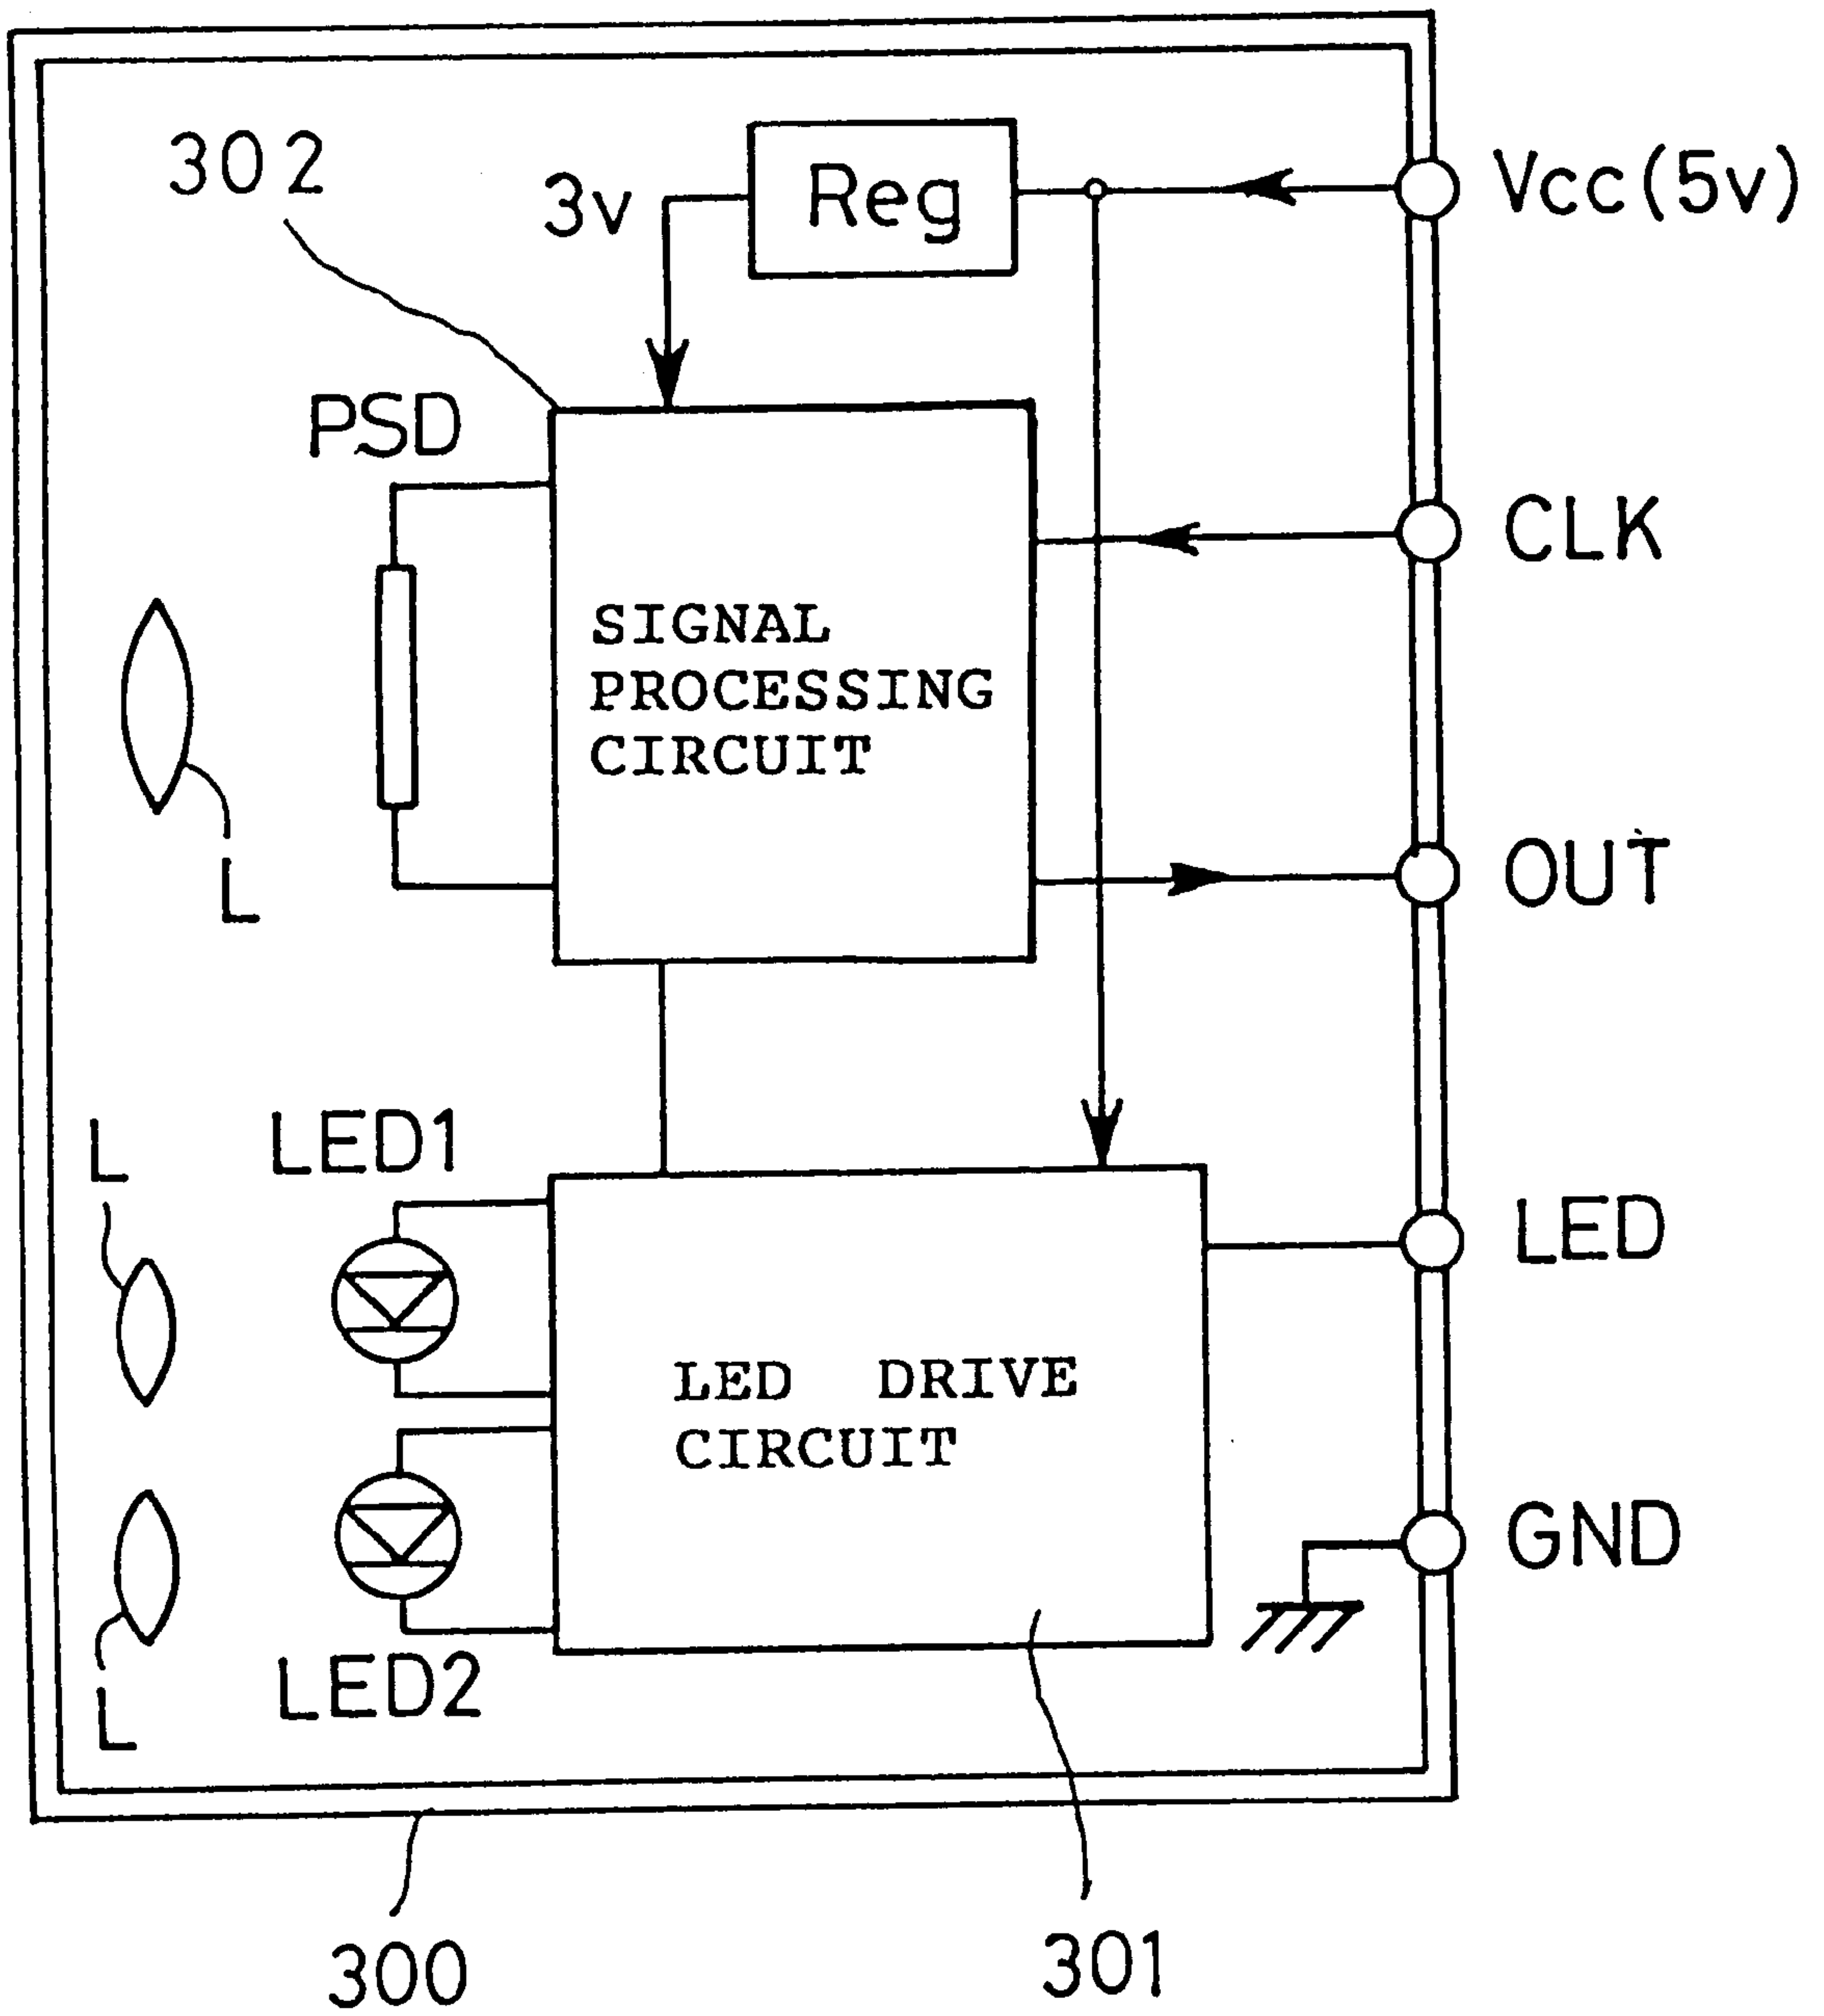 302
3v
Reg
Vcc(5v)
PSD
CLK
SIGNAL
PROCESSING
CIRCUIT
L
OUT
L
LED1
LED
LED DRIVE
CIRCUIT
GND
L
LED2
300
301